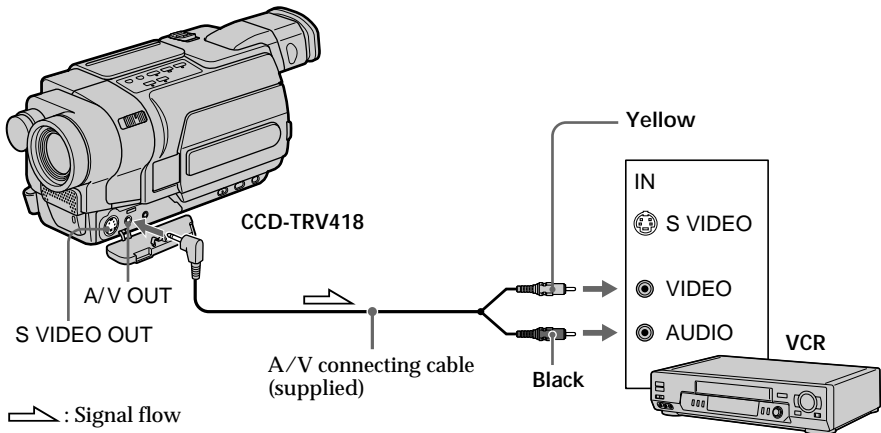 Yellow
IN
S VIDEO
CCD-TRV418
A/V OUT
VIDEO
S VIDEO OUT
AUDIO
VCR
A/V connecting cable
(supplied)
Black
: Signal flow